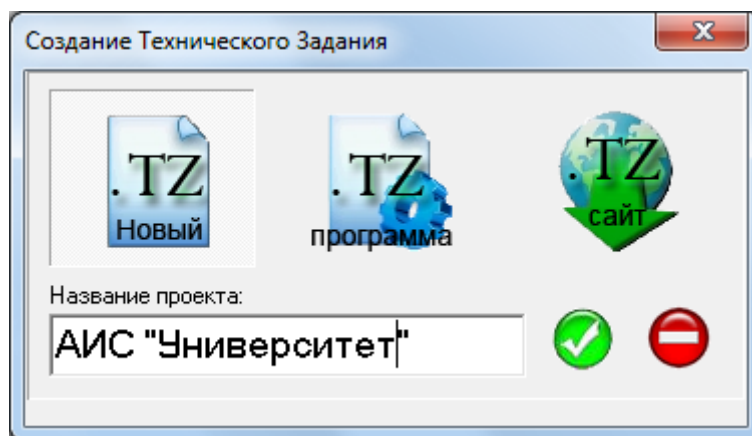 Создание Технического Задания
.TZ .TZ .TZ
Новый программа сайт
Название проекта:
АИС "Университет"